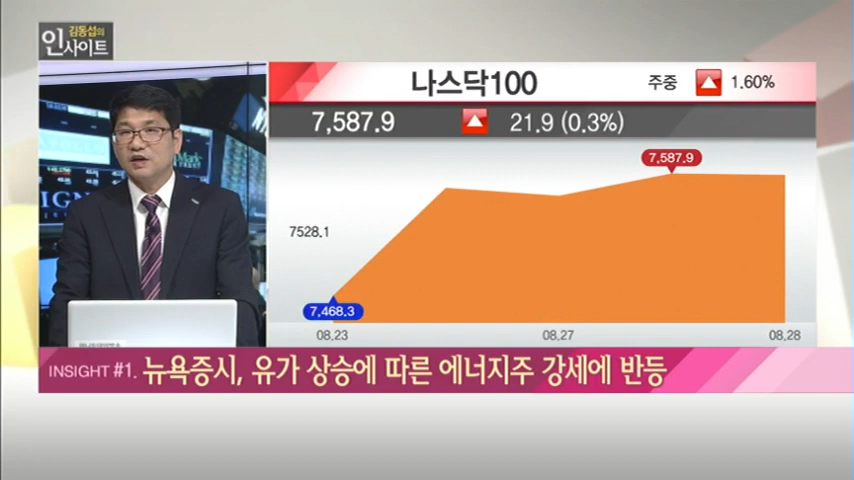 김동섭의
인사이트
나스닥100
주중 1.60%
7,587.9 21.9 (0.3%)
7,587.9
7528.1
7,468.3
08.23 08.27 08.28
INSIGHT #1. 뉴욕증시, 유가 상승에 따른 에너지주 강세에 반등